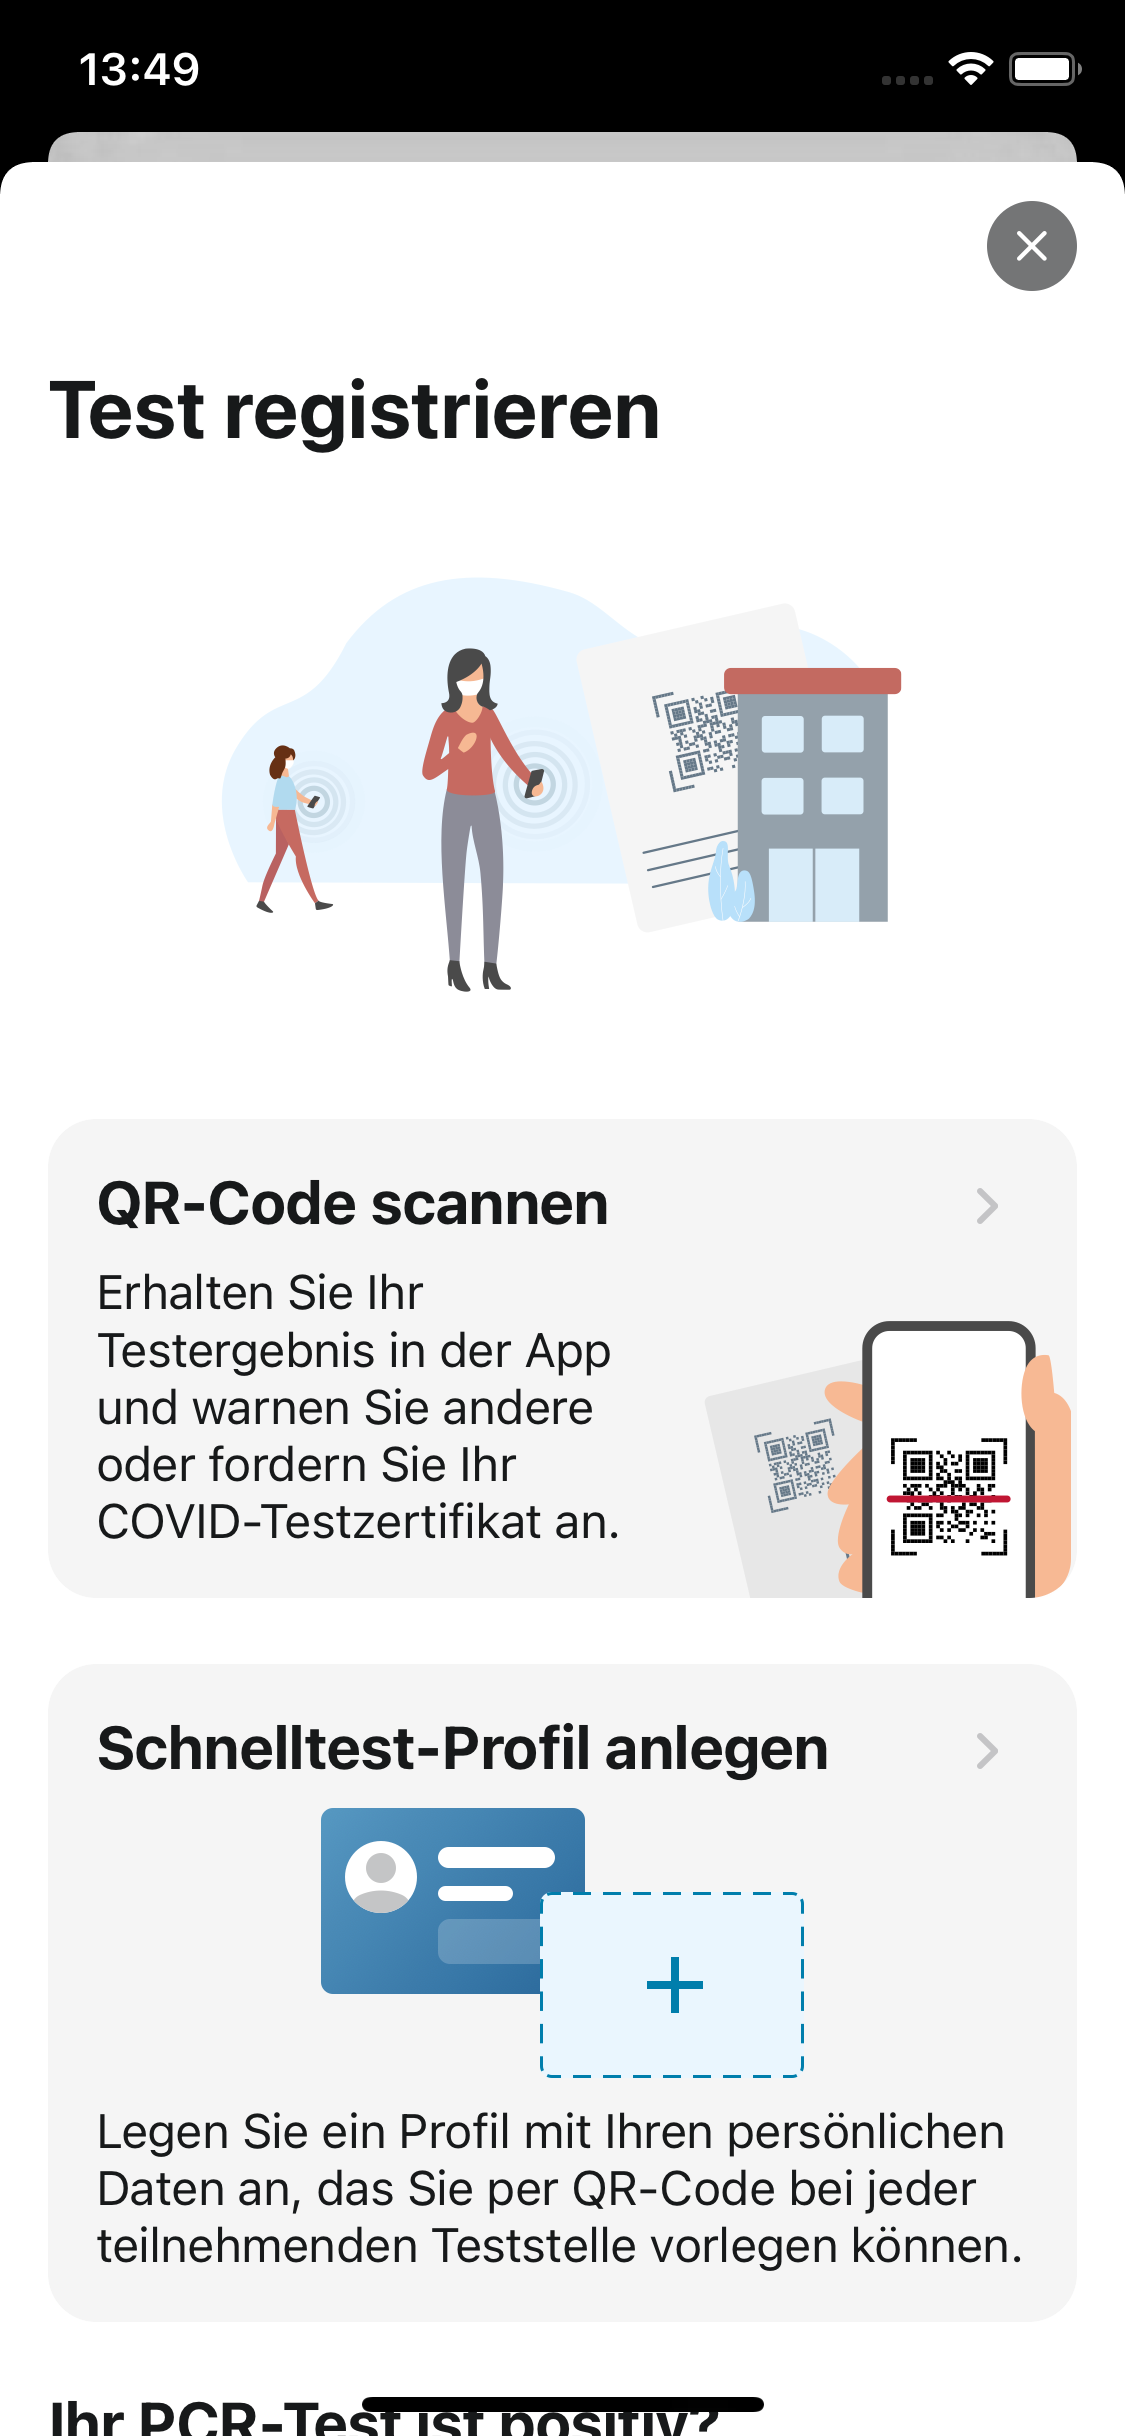 13:49
Test registrieren
QR-Code scannen
Erhalten Sie Ihr
Testergebnis in der App
und warnen Sie andere
oder fordern Sie Ihr
COVID-Testzertifikat an.
Schnelltest-Profil anlegen
Legen Sie ein Profil mit Ihren persönlichen
Daten an, das Sie per QR-Code bei jeder
teilnehmenden Teststelle vorlegen können.
Ihr PCR-Test ist positiv?